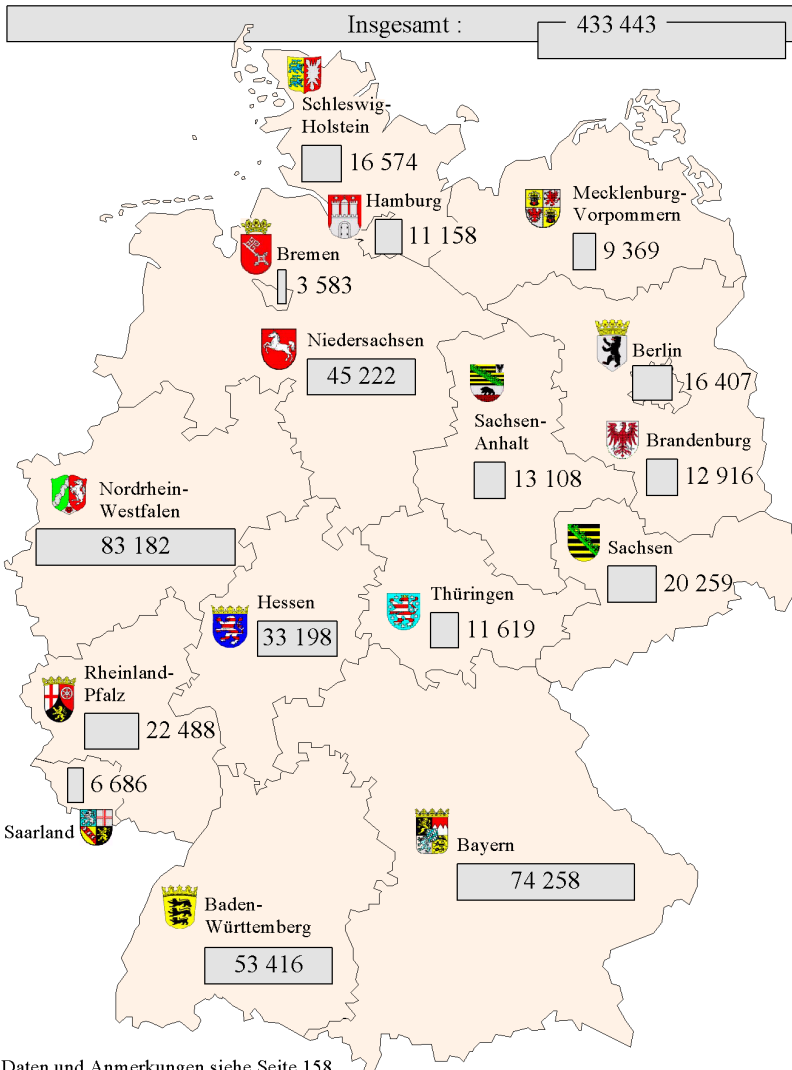 Insgesamt : 433 443
Schleswig-
Holstein
16 574
Hamburg
11 158
Mecklenburg-
Vorpommern
9 369
Bremen
3 583
Niedersachsen
45 222
Berlin
16 407
Sachsen-
Anhalt
13 108
Brandenburg
12 916
Nordrhein-
Westfalen
83 182
Sachsen
20 259
Hessen
33 198
Thüringen
11 619
Rheinland-
Pfalz
22 488
6 686
Saarland
Bayern
74 258
Baden-
Württemberg
53 416
Daten und Anmerkungen siehe Seite 158